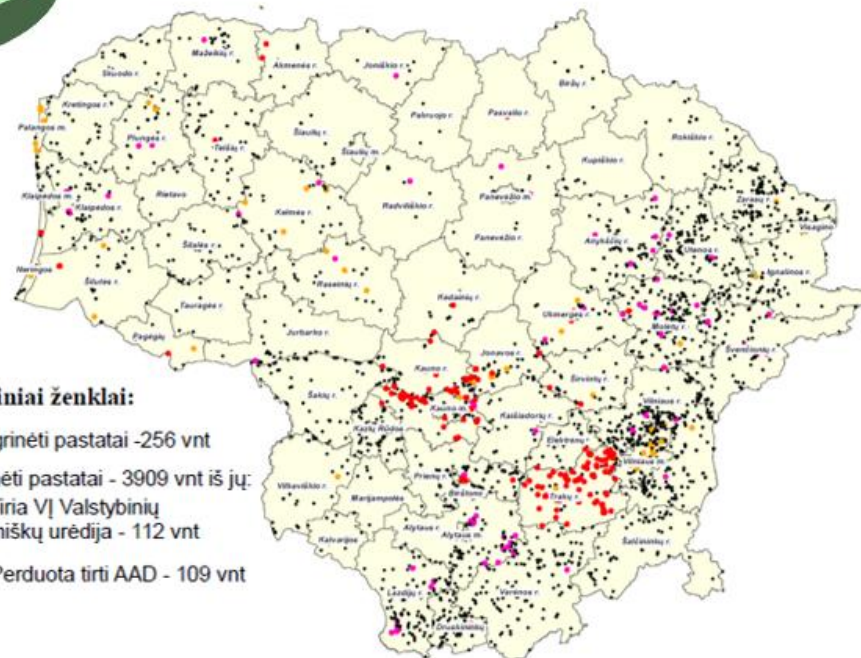 Skuodo r.
Mažeikių r.
Akmenės r.
Joniškio r.
Biržų r.
Kretingos r.
Palangos m.
Plungės r.
Telšių r.
Šiaulių r.
Šiaulių m.
Pakruojo r.
Pasvalio r.
Rokiškio r.
Kupiškio r.
Klaipėdos m.
Klaipėdos r.
Rietavo
Kelmės r.
Radviliškio r.
Panevėžio m.
Panevėžio r.
Zarasų r.
Visagino
Anykščių r.
Utenos r.
Ignalinos r.
Šilalės r.
Neringos
Šilutės r.
Tauragės r.
Raseinių r.
Kėdainių r.
Ukmergės r.
Molėtų r.
Švenčionių r.
Pagėgių
Jurbarko r.
Kauno r.
Jonavos r.
Širvintų r.
Šakių r.
Kauno m.
Kaišiadorių r.
Vilniaus r.
Kazlų Rūdos
Elektrėnų
Vilniaus m.
Vilkaviškio r.
Marijampolės
Prienų r.
Birštono
Trakų r.
Kalvarijos
Alytaus r.
Alytaus m.
Šalčininkų r.
Lazdijų r.
Varėnos r.
Druskininkų
iniai ženklai:
grinėti pastatai -256 vnt
ėti pastatai - 3909 vnt iš jų:
iria VĮ Valstybinių
niškų urėdija - 112 vnt
Perduota tirti AAD - 109 vnt